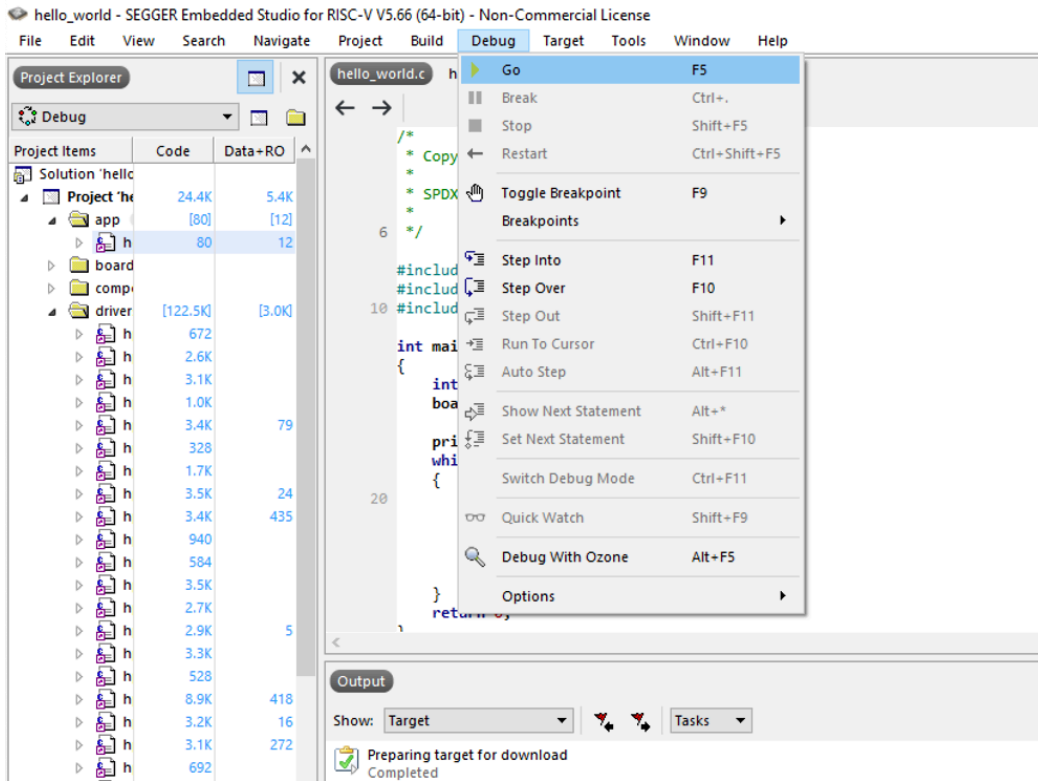 hello_world - SEGGER Embedded Studio for RISC-V V5.66 (64-bit) - Non-Commercial License
File Edit View Search Navigate Project Build Debug Target Tools Window Help
Project Explorer
Debug
Project Items Code Data+RO
Solution 'hello
Project 'he 24.4K 5.4K
app [80] [12]
h 80 12
board
comp
driver [122.5K] [3.0K]
h 672
h 2.6K
h 3.1K
h 1.0K
h 3.4K 79
h 328
h 1.7K
h 3.5K 24
h 3.4K 435
h 940
h 584
h 3.5K
h 2.7K
h 2.9K 5
h 3.3K
h 528
h 8.9K 418
h 3.2K 16
h 3.1K 272
h 692
hello_world.c h
/*
* Copy
*
* SPDX
*
6 */
#includ
#includ
10 #includ
int mai
{
int
boa
pri
whi
{
20
}
}
Go F5
Break Ctrl+.
Stop Shift+F5
Restart Ctrl+Shift+F5
Toggle Breakpoint F9
Breakpoints
Step Into F11
Step Over F10
Step Out Shift+F11
Run To Cursor Ctrl+F10
Auto Step Alt+F11
Show Next Statement Alt+*
Set Next Statement Shift+F10
Switch Debug Mode Ctrl+F11
Quick Watch Shift+F9
Debug With Ozone Alt+F5
Options
Output
Show: Target Tasks
Preparing target for download
Completed